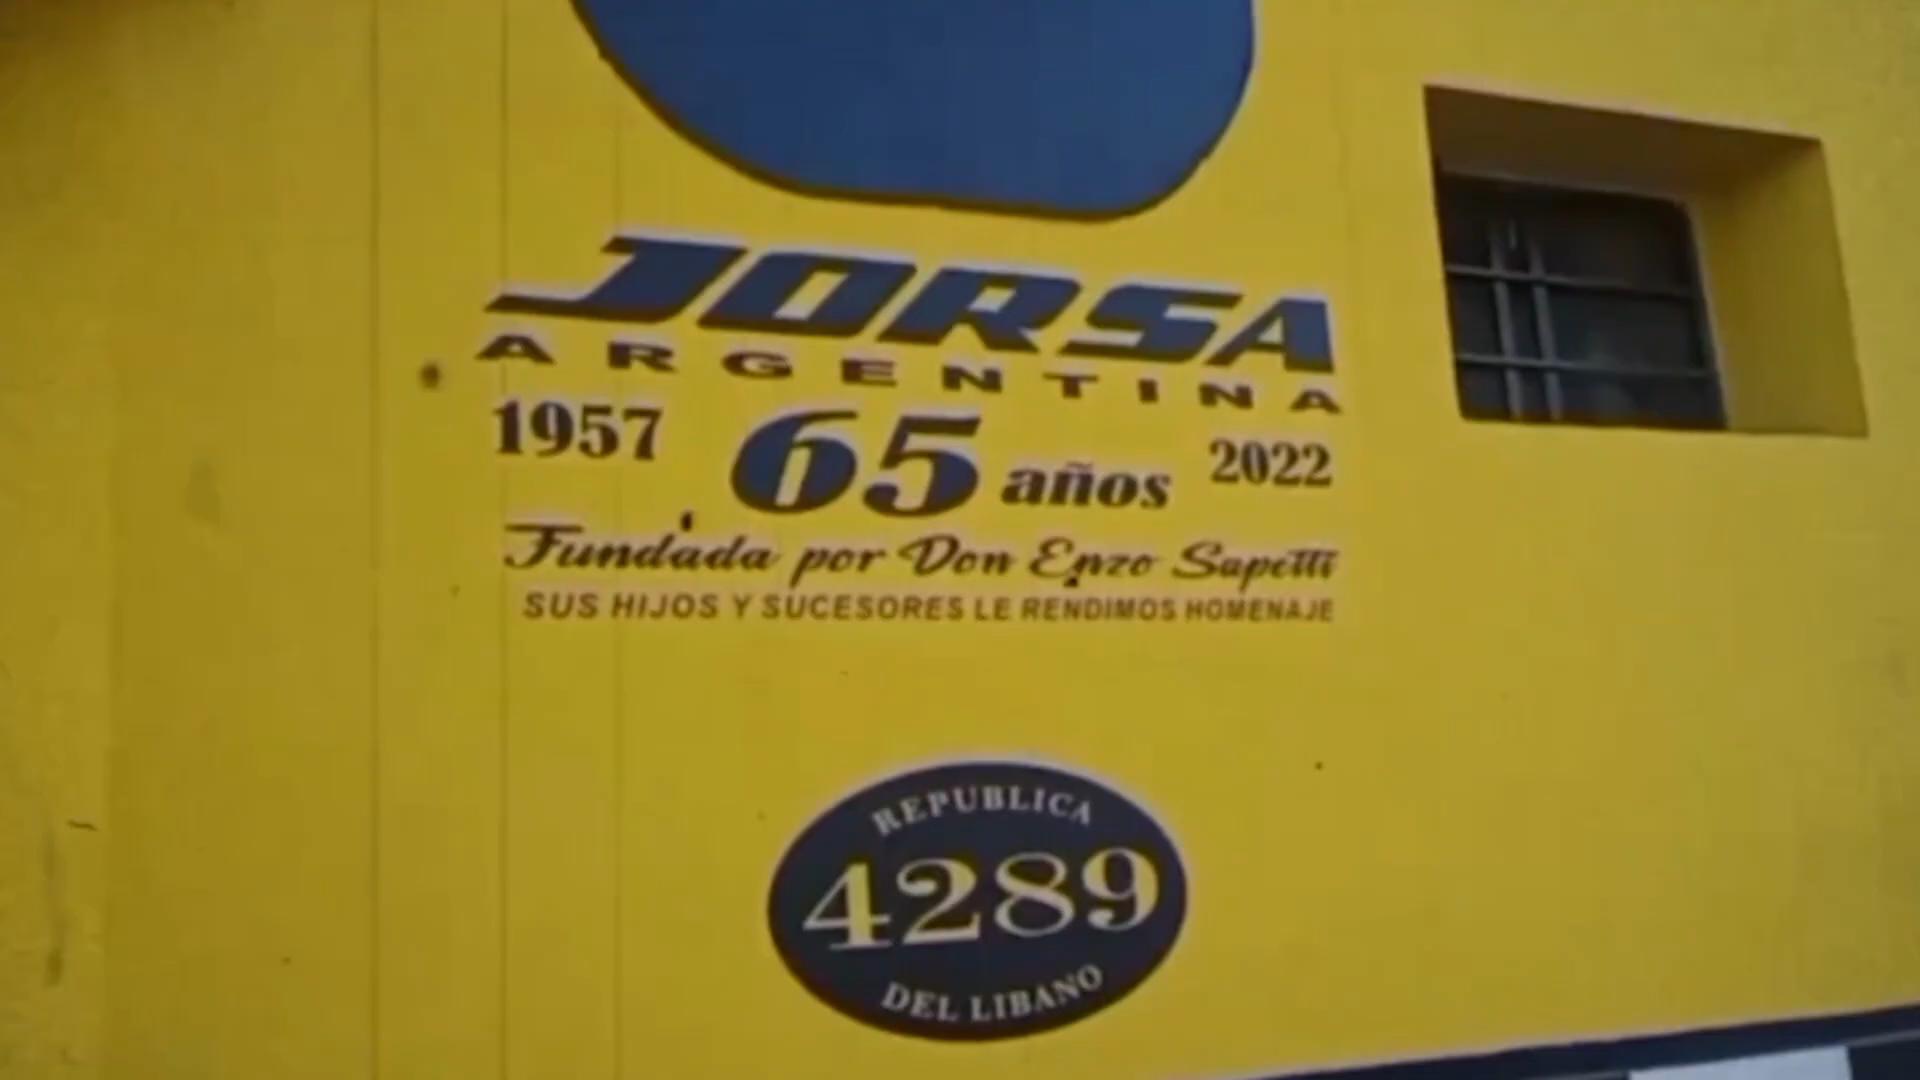 JORSA
ARGENTINA
1957 65 años 2022
Fundada por Don Enzo Sapetti
SUS HIJOS Y SUCESORES LE RENDIMOS HOMENAJE
REPUBLICA
4289
DEL LIBANO